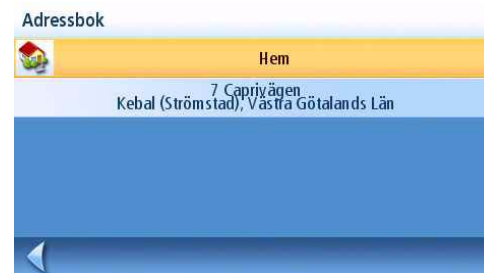 Adressbok
Hem
7 Caprivägen
Kebal (Strömstad), Västra Götalands Län